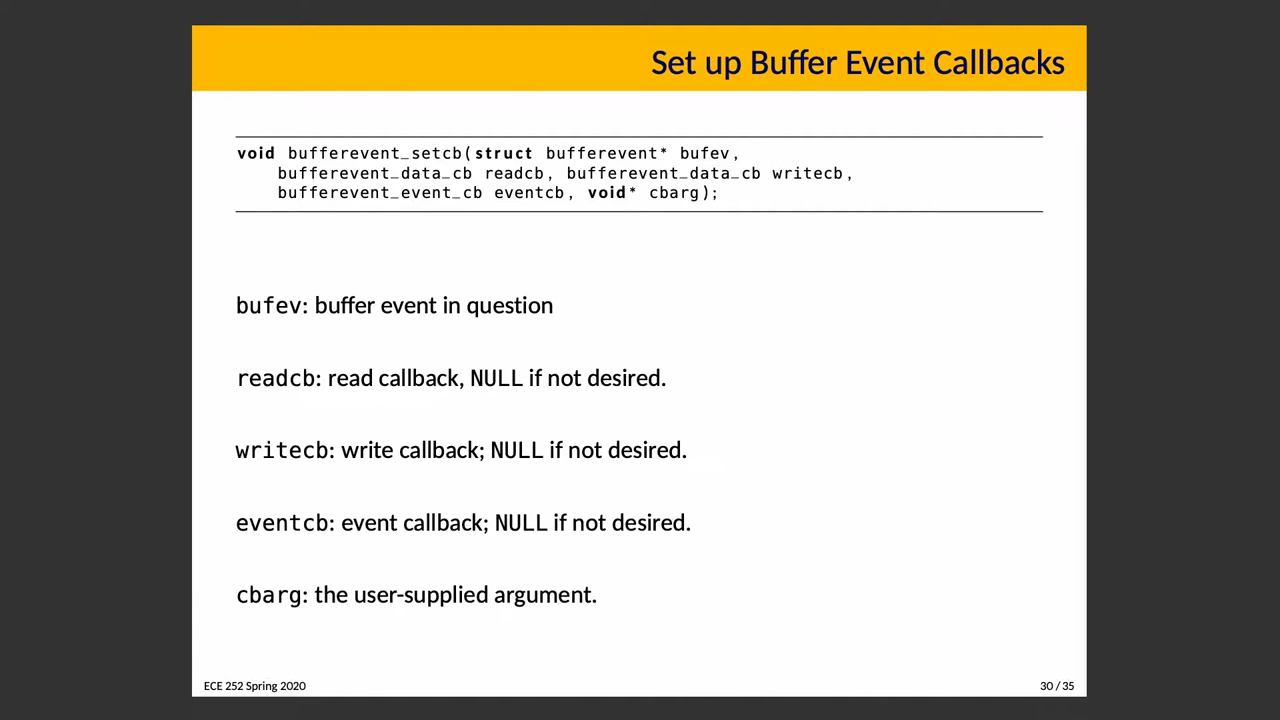 Set up Buffer Event Callbacks
void bufferevent_setcb(struct bufferevent* bufev,
bufferevent_data_cb readcb, bufferevent_data_cb writecb,
bufferevent_event_cb eventcb, void* cbarg);
bufev: buffer event in question
readcb: read callback, NULL if not desired.
writecb: write callback; NULL if not desired.
eventcb: event callback; NULL if not desired.
cbarg: the user-supplied argument.
ECE 252 Spring 2020
30 / 35